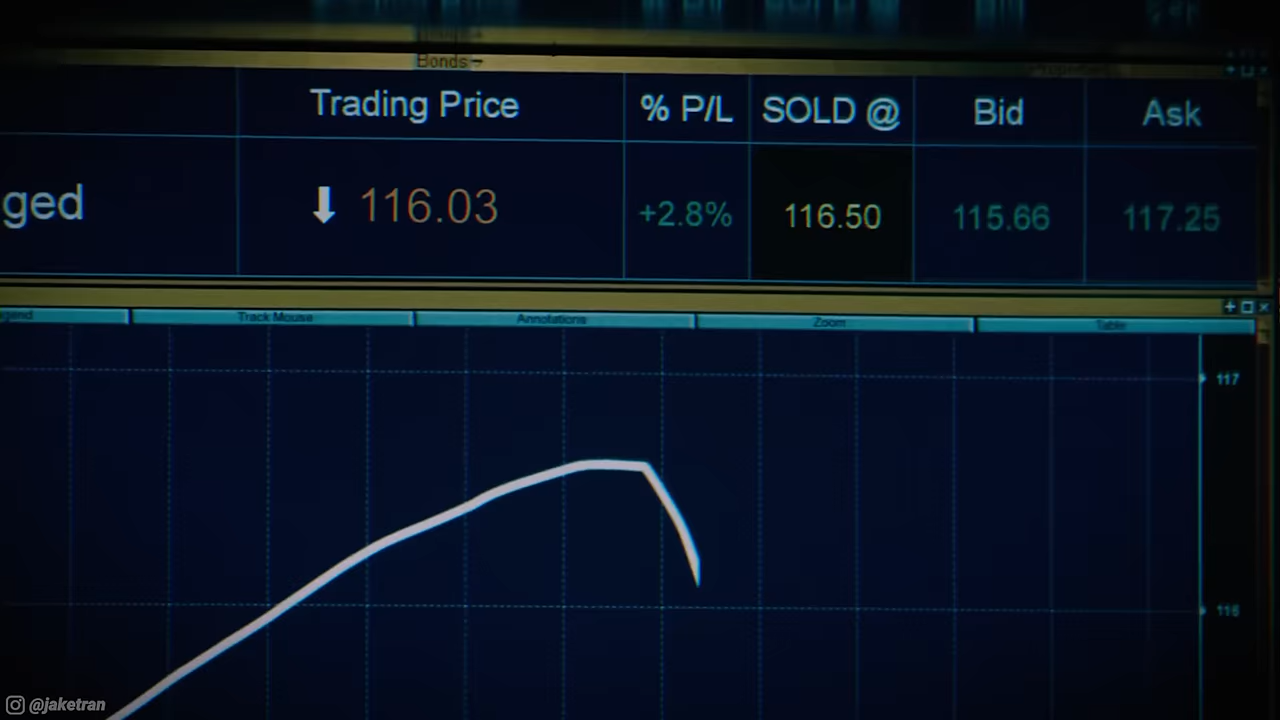 Bonds
Trading Price % P/L SOLD @ Bid Ask
ged 116.03 +2.8% 116.50 115.66 117.25
Track Mouse Annotations Zoom Table
117
116
@jaketran